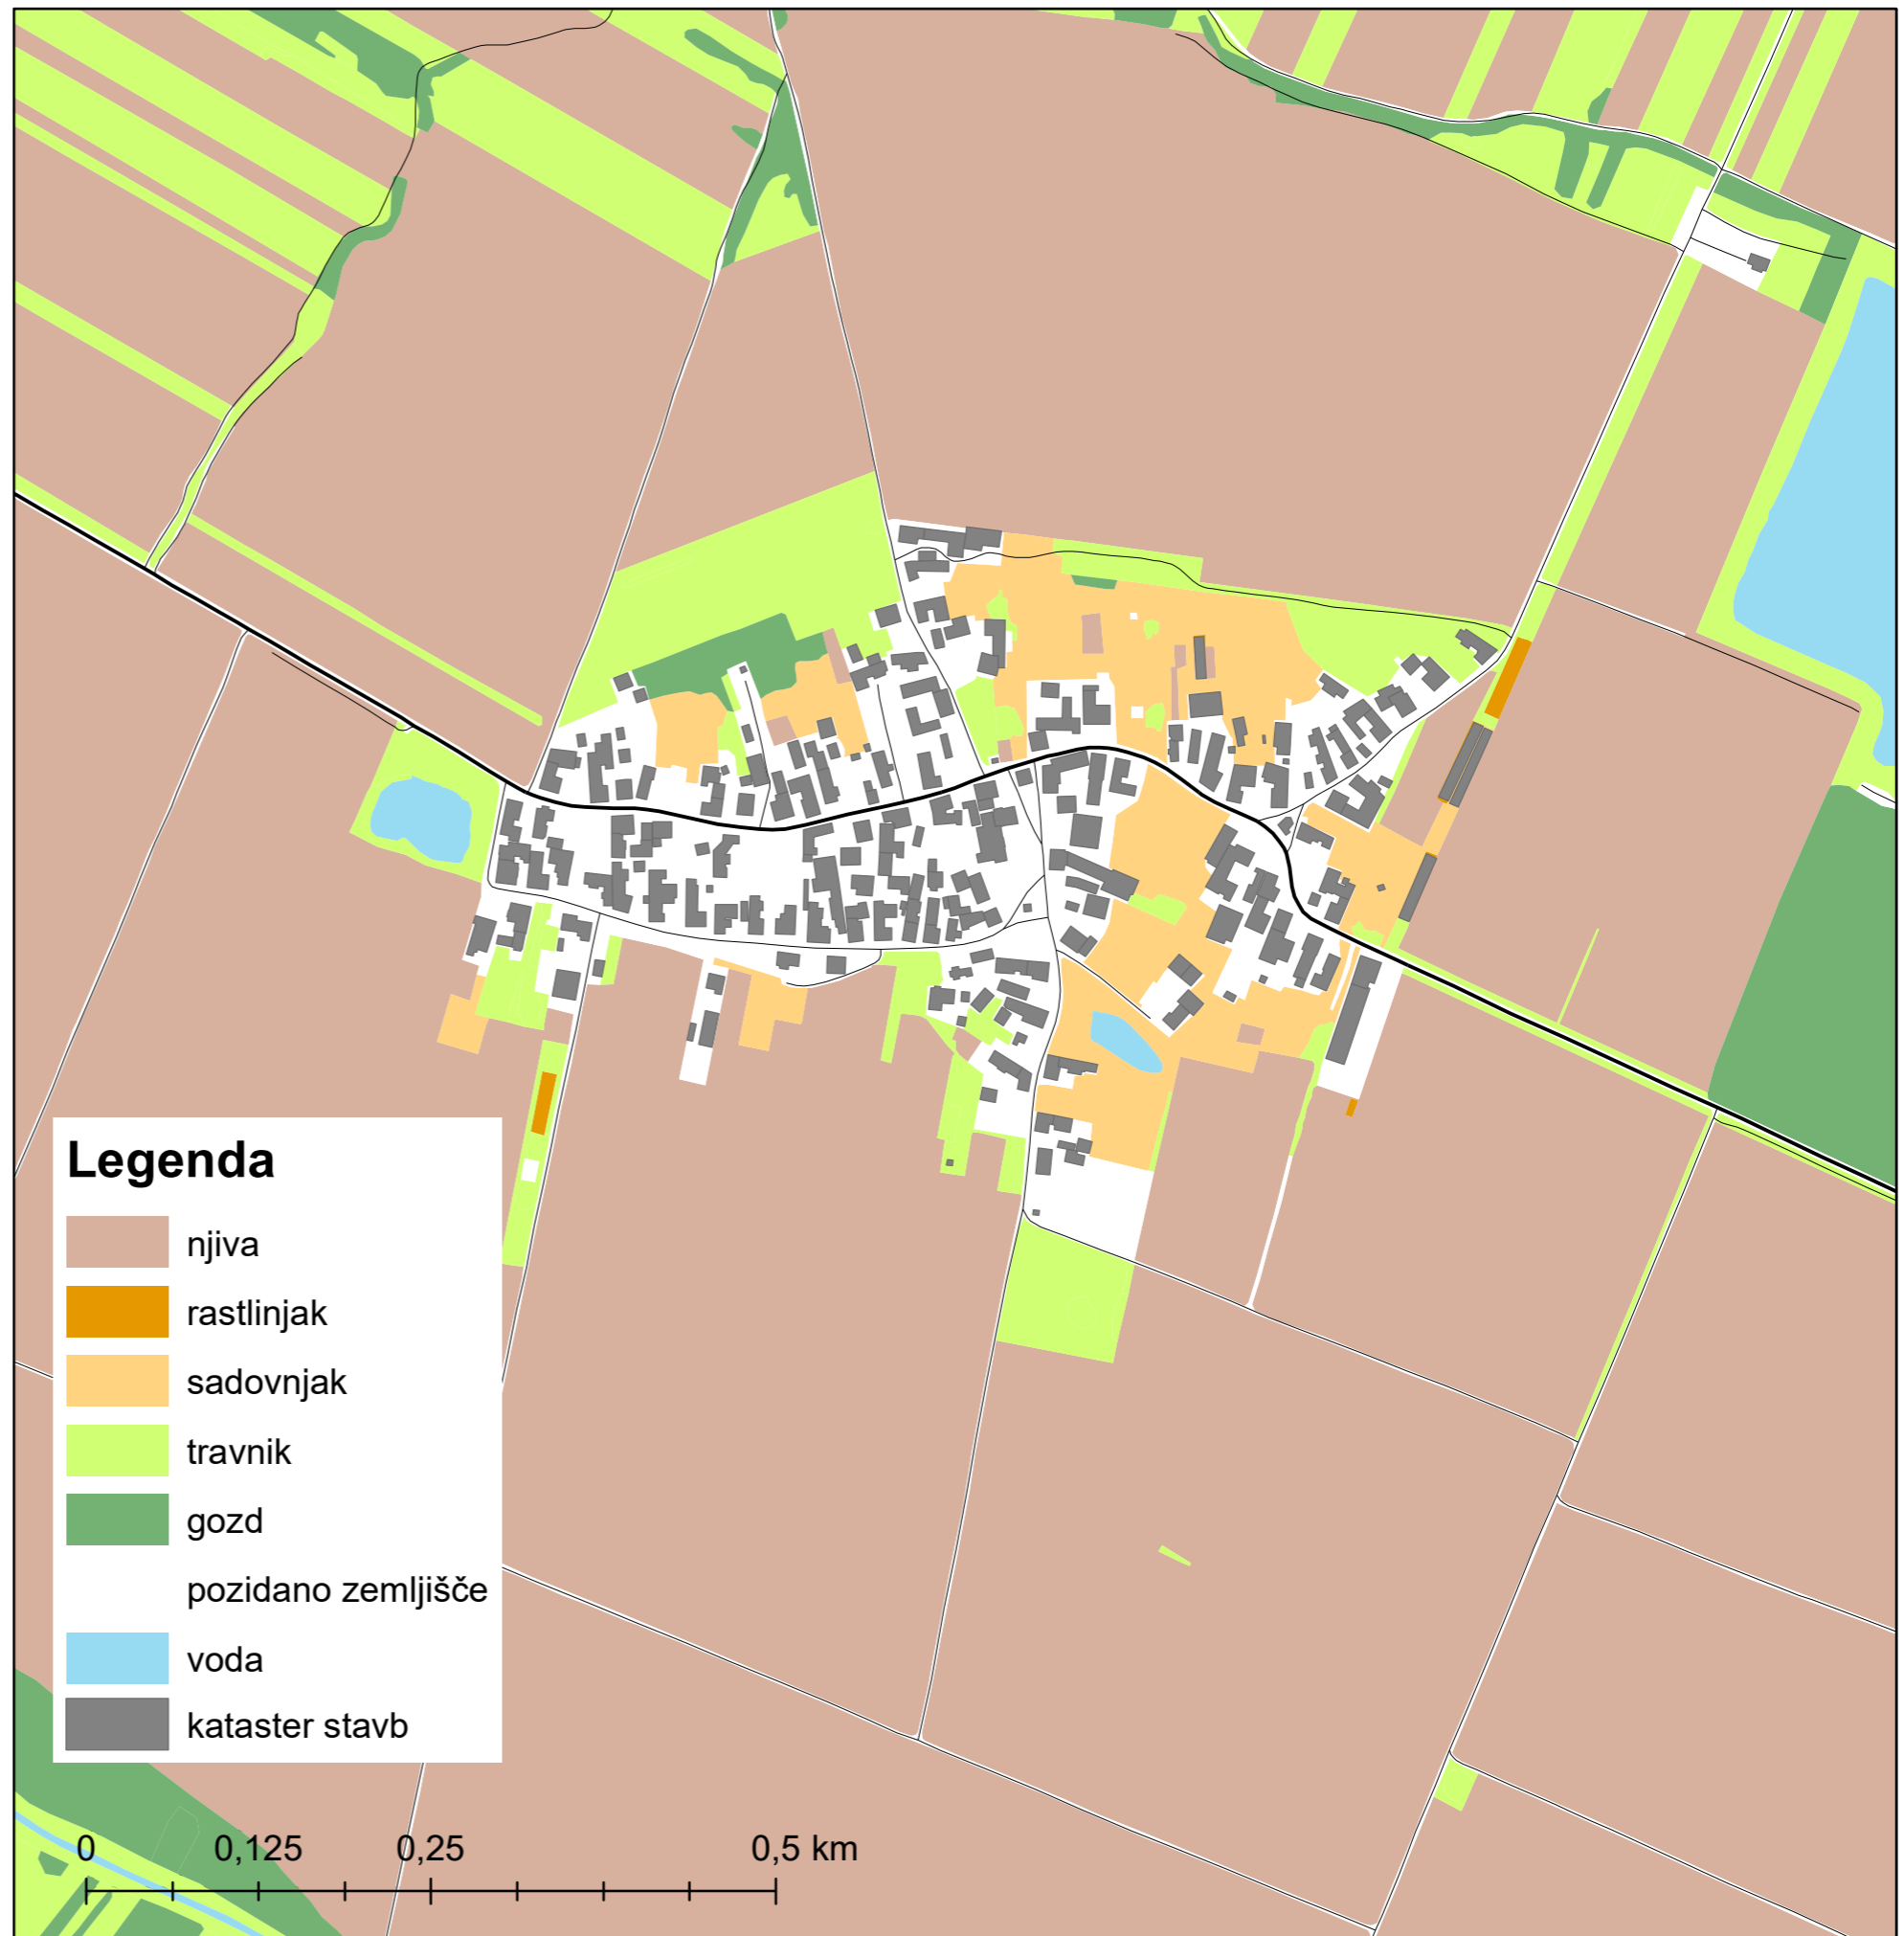 Legenda
njiva
rastlinjak
sadovnjak
travnik
gozd
pozidano zemljišče
voda
kataster stavb
0 0,125 0,25 0,5 km